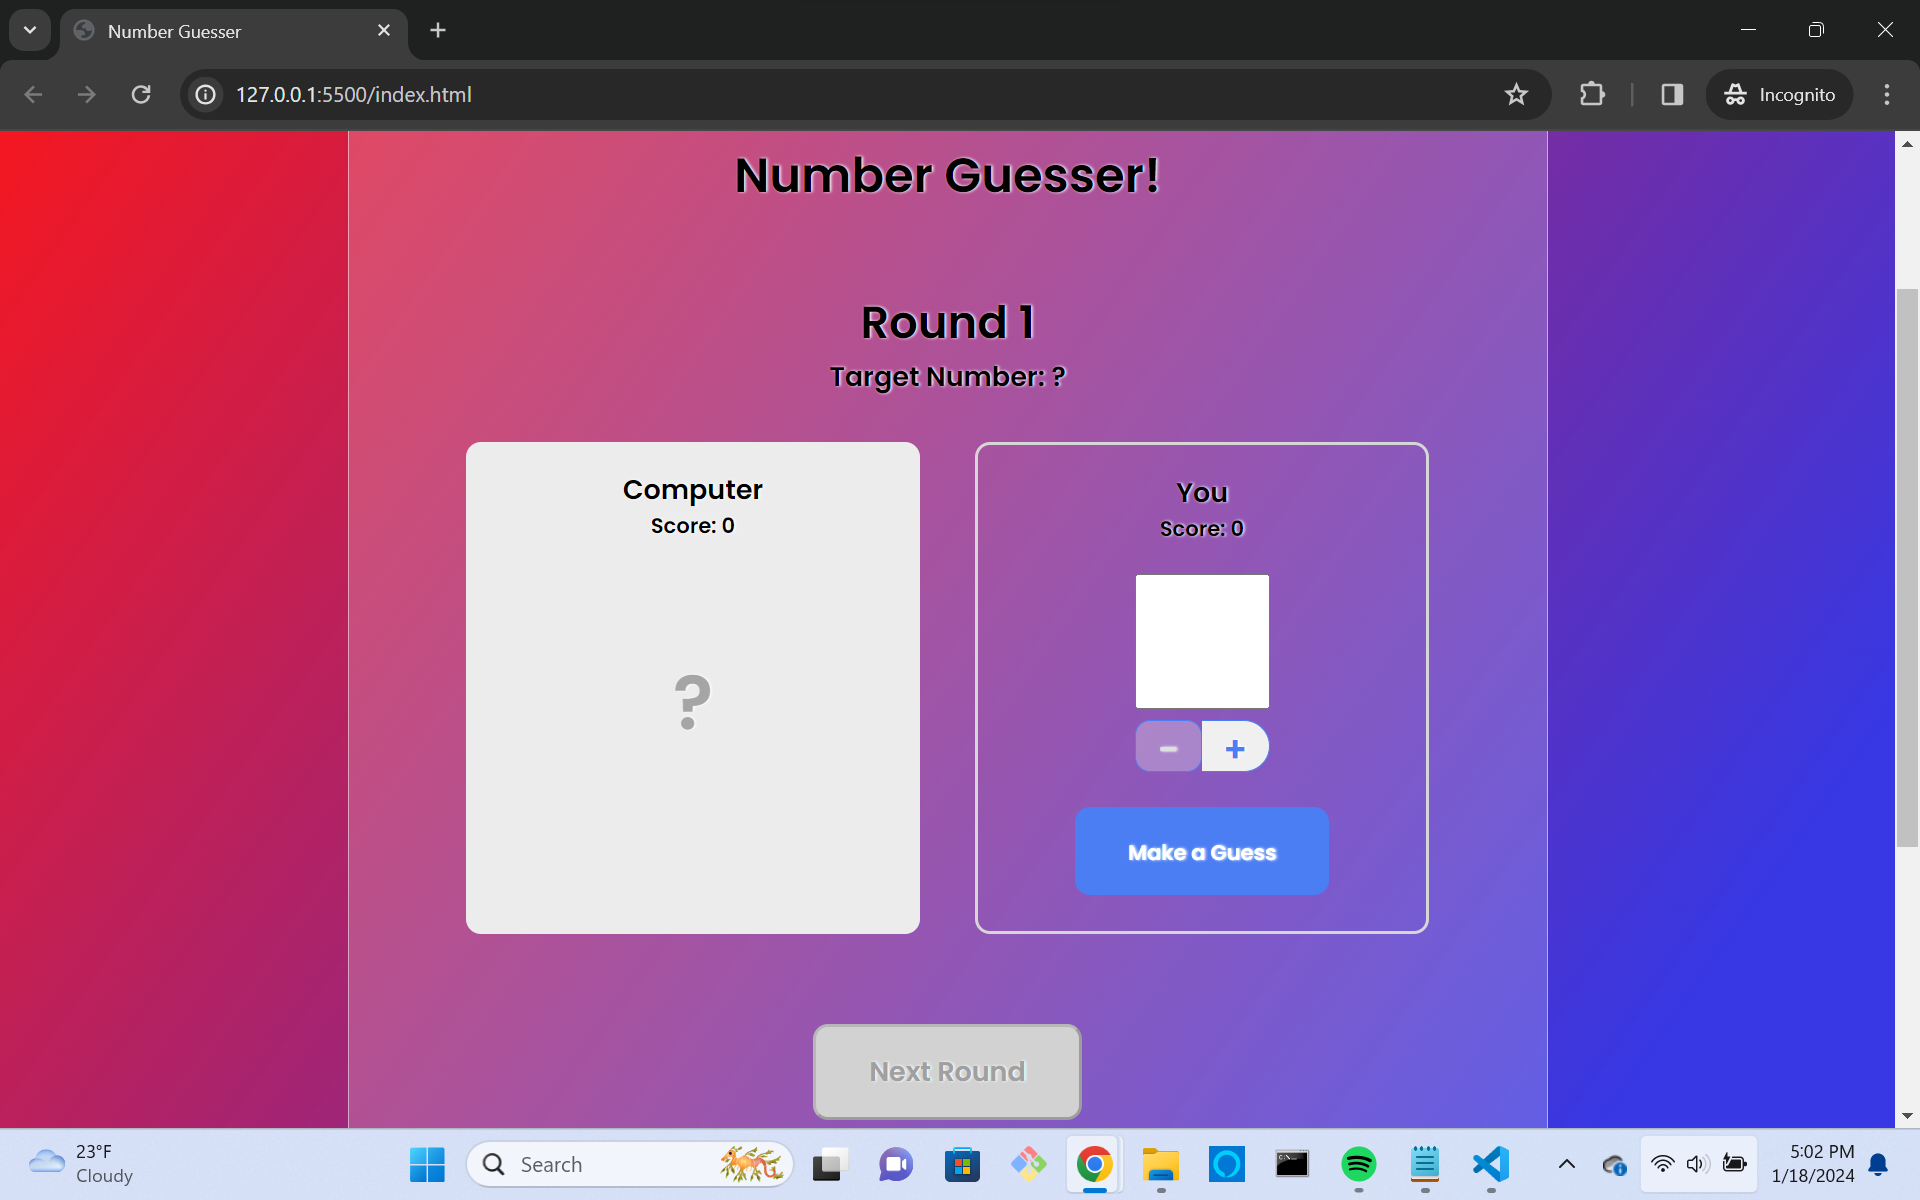 Number Guesser
127.0.0.1:5500/index.html
Incognito
Number Guesser!
Round 1
Target Number: ?
Computer
Score: 0
?
You
Score: 0
−
+
Make a Guess
Next Round
23°F
Cloudy
Search
5:02 PM
1/18/2024